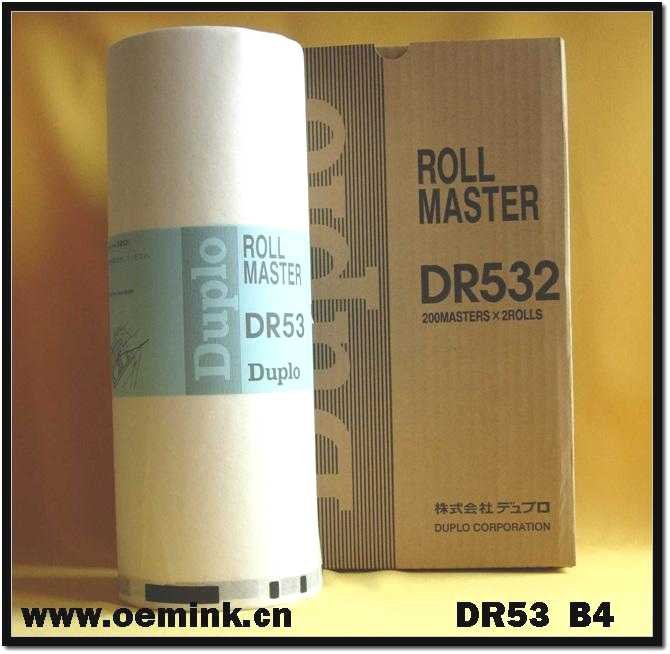 Duplo
ROLL
MASTER
DR53
Duplo
Duplo
ROLL
MASTER
DR532
200MASTERS×2ROLLS
株式会社 デュプロ
DUPLO CORPORATION
www.oemink.cn
DR53 B4